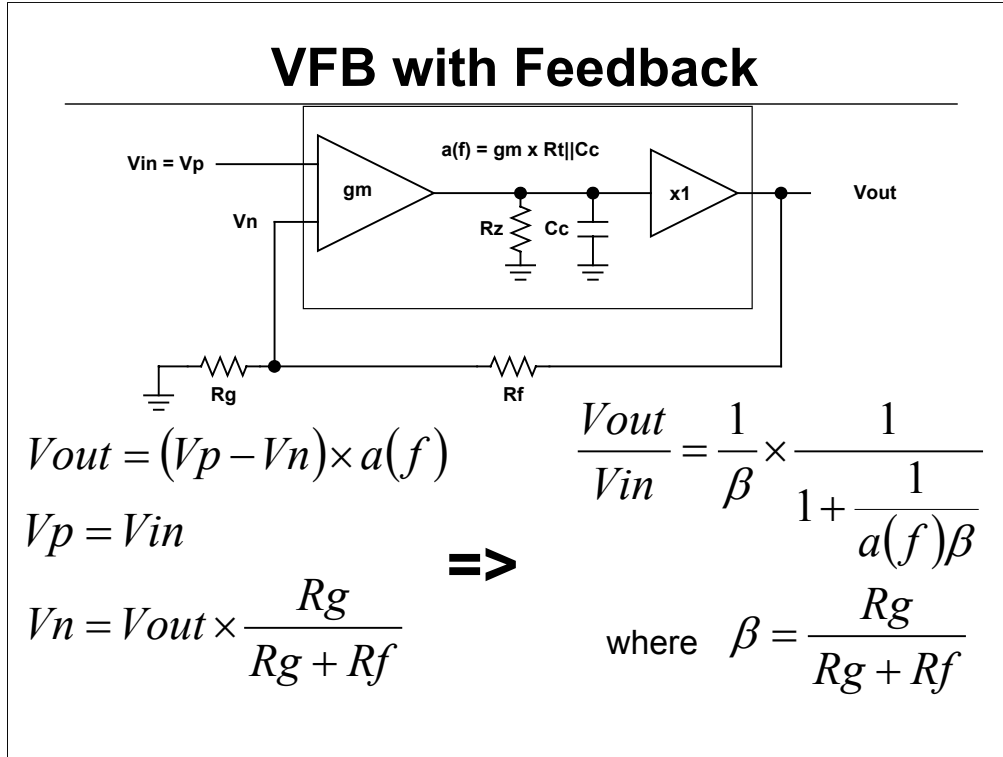 VFB with Feedback
a(f) = gm x Rt||Cc
Vin = Vp
gm
x1
Vout
Vn
Rz
Cc
Rg
Rf
Vout = (Vp − Vn) × a(f)
Vp = Vin
Vn = Vout × Rg / (Rg + Rf)
=>
Vout / Vin = 1 / β × 1 / (1 + 1 / (a(f)β))
where β = Rg / (Rg + Rf)